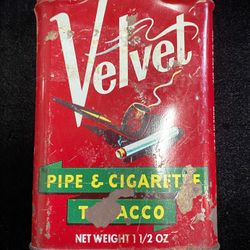 Velvet
PIPE & CIGARETTE
TOBACCO
NET WEIGHT 1 1/2 OZ